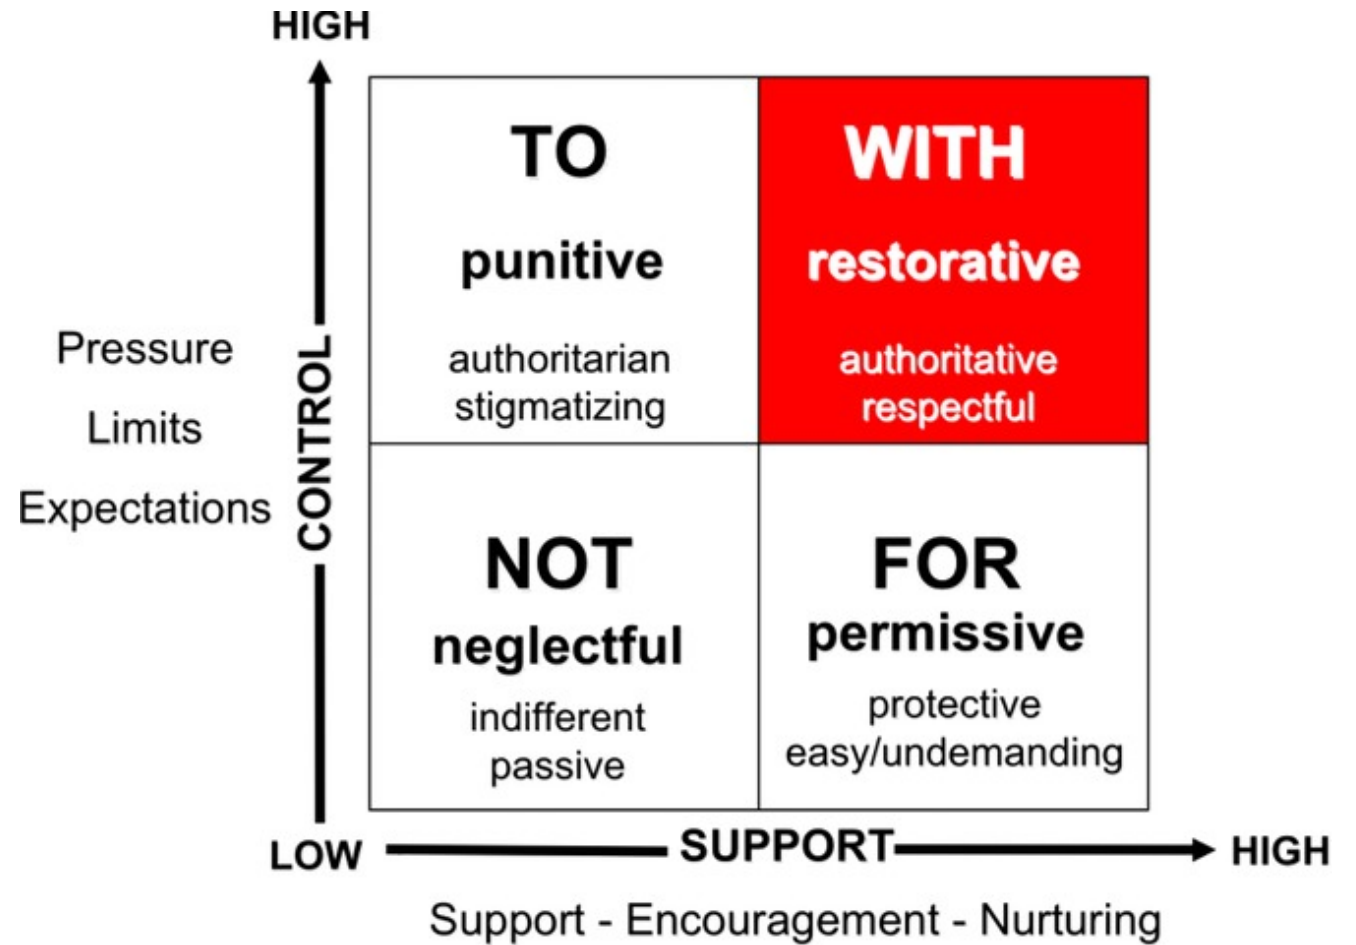 HIGH
TO
punitive
authoritarian
stigmatizing
WITH
restorative
authoritative
respectful
Pressure
Limits
Expectations
CONTROL
NOT
neglectful
indifferent
passive
FOR
permissive
protective
easy/undemanding
LOW
SUPPORT
HIGH
Support - Encouragement - Nurturing